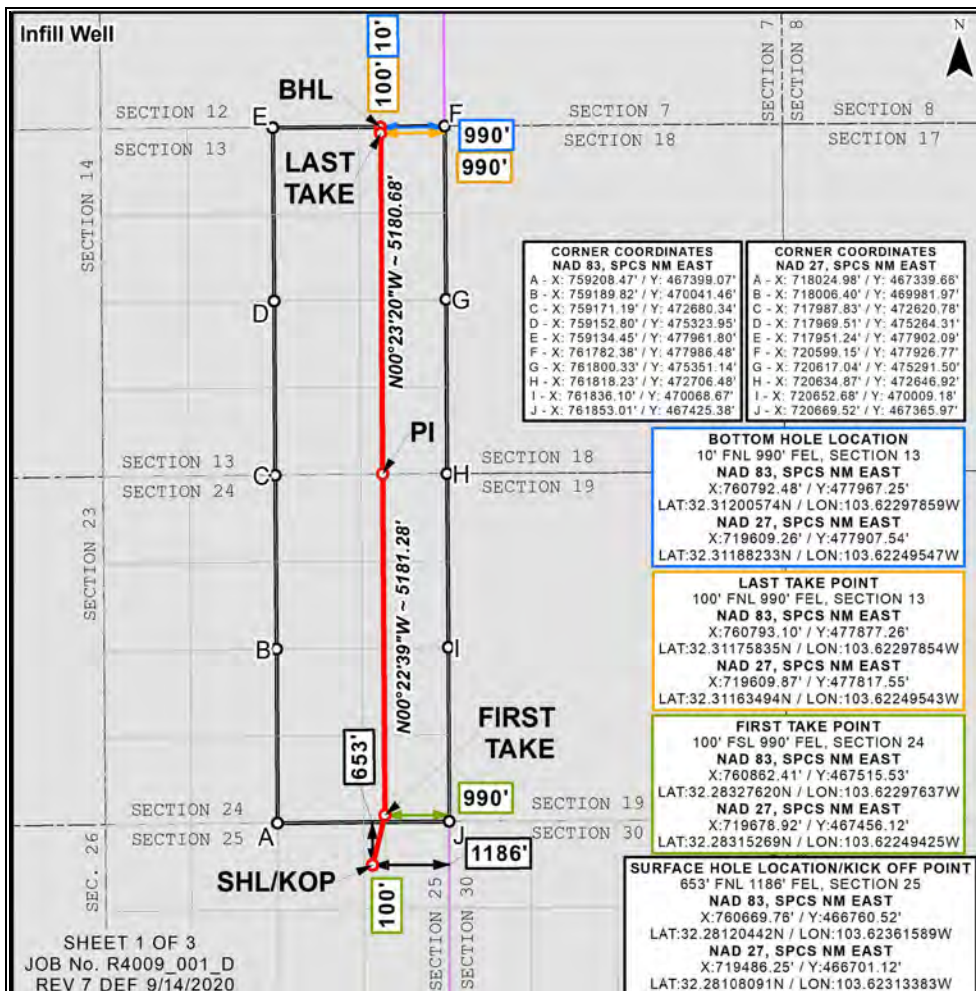 Infill Well
N
100' 10'
SECTION 7
SECTION 8
BHL
E
F
SECTION 12
SECTION 7
SECTION 8
SECTION 13
SECTION 18
SECTION 17
990'
990'
LAST
TAKE
SECTION 14
N00°23'20"W ~ 5180.68'
D
G
CORNER COORDINATES
NAD 83, SPCS NM EAST
A - X: 759208.47' / Y: 467399.07'
B - X: 759189.82' / Y: 470041.46'
C - X: 759171.19' / Y: 472680.34'
D - X: 759152.80' / Y: 475323.95'
E - X: 759134.45' / Y: 477961.80'
F - X: 761782.38' / Y: 477986.48'
G - X: 761800.33' / Y: 475351.14'
H - X: 761818.23' / Y: 472706.48'
I - X: 761836.10' / Y: 470068.67'
J - X: 761853.01' / Y: 467425.38'
CORNER COORDINATES
NAD 27, SPCS NM EAST
A - X: 718024.98' / Y: 467339.66'
B - X: 718006.40' / Y: 469981.97'
C - X: 717987.83' / Y: 472620.78'
D - X: 717969.51' / Y: 475264.31'
E - X: 717951.24' / Y: 477902.09'
F - X: 720599.15' / Y: 477926.77'
G - X: 720617.04' / Y: 475291.50'
H - X: 720634.87' / Y: 472646.92'
I - X: 720652.68' / Y: 470009.18'
J - X: 720669.52' / Y: 467365.97'
PI
SECTION 13
SECTION 18
C
H
SECTION 24
SECTION 19
BOTTOM HOLE LOCATION
10' FNL 990' FEL, SECTION 13
NAD 83, SPCS NM EAST
X:760792.48' / Y:477967.25'
LAT:32.31200574N / LON:103.62297859W
NAD 27, SPCS NM EAST
X:719609.26' / Y:477907.54'
LAT:32.31188233N / LON:103.62249547W
SECTION 23
N00°22'39"W ~ 5181.28'
B
I
LAST TAKE POINT
100' FNL 990' FEL, SECTION 13
NAD 83, SPCS NM EAST
X:760793.10' / Y:477877.26'
LAT:32.31175835N / LON:103.62297854W
NAD 27, SPCS NM EAST
X:719609.87' / Y:477817.55'
LAT:32.31163494N / LON:103.62249543W
FIRST
TAKE
653'
990'
FIRST TAKE POINT
100' FSL 990' FEL, SECTION 24
NAD 83, SPCS NM EAST
X:760862.41' / Y:467515.53'
LAT:32.28327620N / LON:103.62297637W
NAD 27, SPCS NM EAST
X:719678.92' / Y:467456.12'
LAT:32.28315269N / LON:103.62249425W
SECTION 24
SECTION 19
A
J
SECTION 25
SECTION 30
SEC. 26
1186'
SHL/KOP
100'
SECTION 25
SECTION 30
SURFACE HOLE LOCATION/KICK OFF POINT
653' FNL 1186' FEL, SECTION 25
NAD 83, SPCS NM EAST
X:760669.76' / Y:466760.52'
LAT:32.28120442N / LON:103.62361589W
NAD 27, SPCS NM EAST
X:719486.25' / Y:466701.12'
LAT:32.28108091N / LON:103.62313383W
SHEET 1 OF 3
JOB No. R4009_001_D
REV 7 DEF 9/14/2020